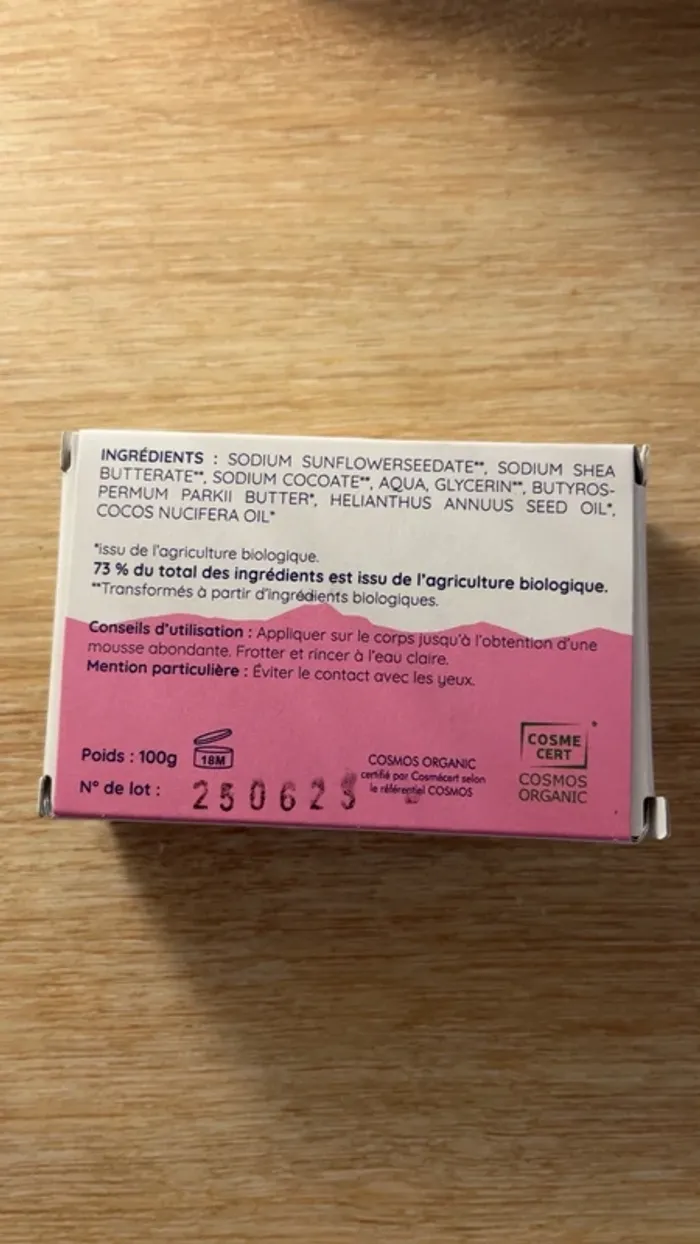 INGRÉDIENTS : SODIUM SUNFLOWERSEEDATE**, SODIUM SHEA
BUTTERATE**, SODIUM COCOATE**, AQUA, GLYCERIN**, BUTYROS-
PERMUM PARKII BUTTER*, HELIANTHUS ANNUUS SEED OIL*,
COCOS NUCIFERA OIL*
*issu de l'agriculture biologique.
73 % du total des ingrédients est issu de l'agriculture biologique.
**Transformés à partir d'ingrédients biologiques.
Conseils d'utilisation : Appliquer sur le corps jusqu'à l'obtention d'une
mousse abondante. Frotter et rincer à l'eau claire.
Mention particulière : Éviter le contact avec les yeux.
Poids : 100g
18M
N° de lot :
250623
COSMOS ORGANIC
certifié par Cosmécert selon
le référentiel COSMOS
COSME
CERT
COSMOS
ORGANIC